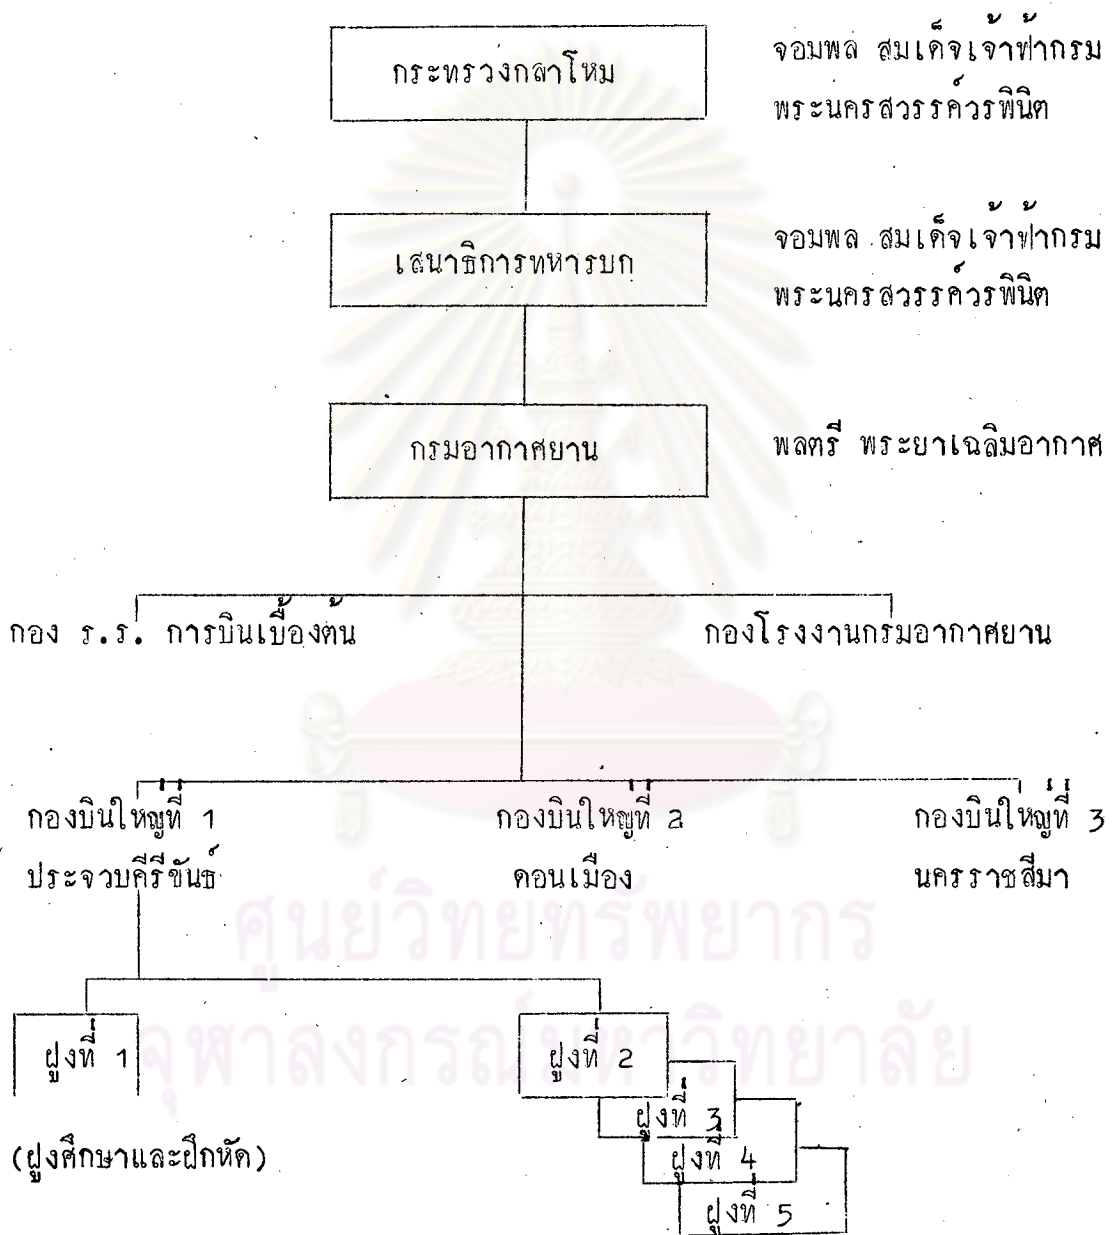 กระทรวงกลาโหม
จอมพล สมเด็จเจ้าฟ้ากรม
พระนครสวรรค์วรพินิต
เสนาธิการทหารบก
จอมพล สมเด็จเจ้าฟ้ากรม
พระนครสวรรค์วรพินิต
กรมอากาศยาน
พลตรี พระยาเฉลิมอากาศ
กอง ร.ร. การบินเบื้องต้น
กองโรงงานกรมอากาศยาน
กองบินใหญ่ที่ 1
ประจวบคีรีขันธ์
กองบินใหญ่ที่ 2
ดอนเมือง
กองบินใหญ่ที่ 3
นครราชสีมา
ฝูงที่ 1
(ฝูงศึกษาและฝึกหัด)
ฝูงที่ 2
ฝูงที่ 3
ฝูงที่ 4
ฝูงที่ 5
ศูนย์วิทยทรัพยากร
จุฬาลงกรณ์มหาวิทยาลัย